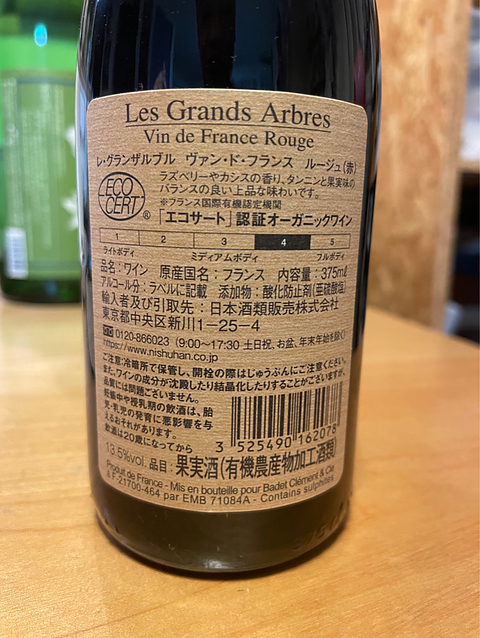 Les Grands Arbres
Vin de France Rouge
レ・グランザルブル ヴァン・ド・フランス ルージュ(赤)
ラズベリーやカシスの香り、タンニンと果実味の
バランスの良い上品な味わいです。
※フランス国際有機認定機関
ECO
CERT®
「エコサート」認証オーガニックワイン
1 2 3 4 5
ライトボディ ミディアムボディ フルボディ
品名：ワイン 原産国名：フランス 内容量：375mℓ
アルコール分：ラベルに記載 添加物：酸化防止剤(亜硫酸塩)
輸入者及び引取先：日本酒類販売株式会社
東京都中央区新川1-25-4
0120-866023 (9:00〜17:30 土日祝、お盆、年末年始を除く)
https://www.nishuhan.co.jp
ご注意:冷暗所で保管し、開栓の際はじゅうぶんにご注意ください。
また、ワインの成分が沈殿したり結晶化したりすることがございますが、
品質には問題がございません。
妊娠中や授乳期の飲酒は、胎
児・乳児の発育に悪影響を与
えるおそれがあります。
飲酒は20歳になってから
3 525490 162078
13.5%vol. 品目：果実酒(有機農産物加工酒類)
Produit de France - Mis en bouteille pour Badet Clément & Cie
à F-21700-464 par EMB 71084A - Contains sulphites